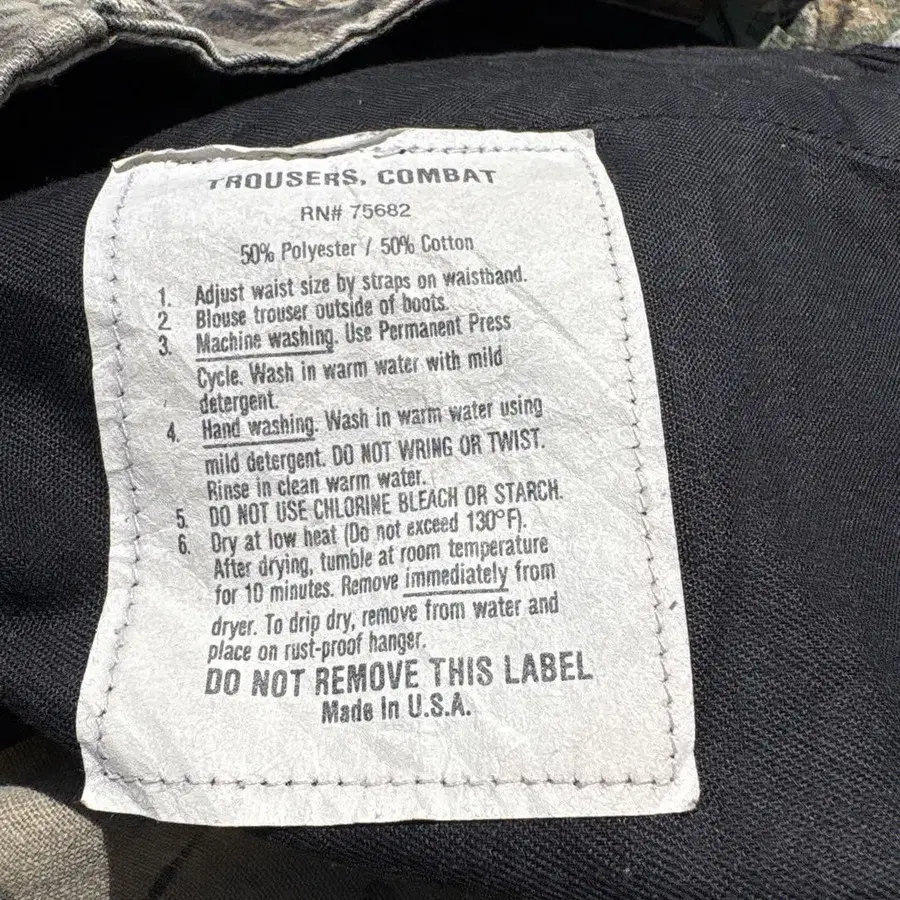 TROUSERS, COMBAT
RN# 75682
50% Polyester / 50% Cotton
1. Adjust waist size by straps on waistband.
2 Blouse trouser outside of boots.
3. Machine washing. Use Permanent Press
Cycle. Wash in warm water with mild
detergent.
4. Hand washing. Wash in warm water using
mild detergent. DO NOT WRING OR TWIST.
Rinse in clean warm water.
5. DO NOT USE CHLORINE BLEACH OR STARCH.
6. Dry at low heat (Do not exceed 130°F).
After drying, tumble at room temperature
for 10 minutes. Remove immediately from
dryer. To drip dry, remove from water and
place on rust-proof hanger.
DO NOT REMOVE THIS LABEL
Made In U.S.A.